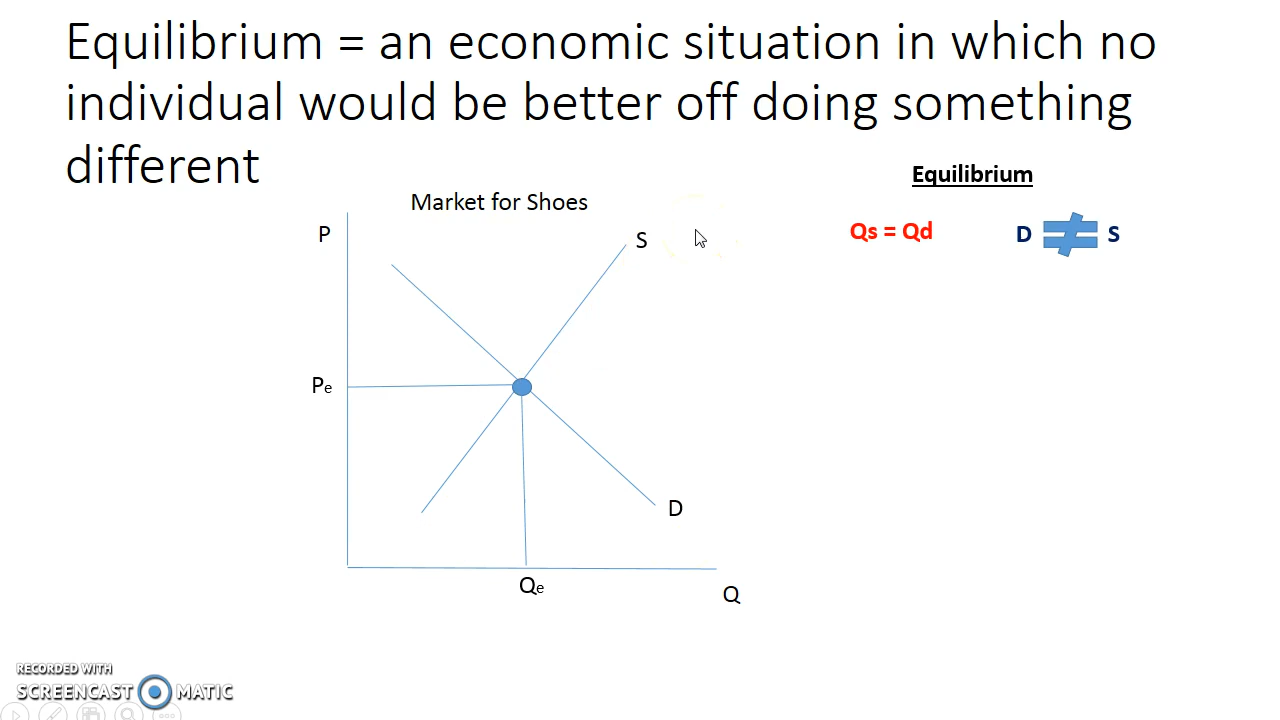 Equilibrium = an economic situation in which no
individual would be better off doing something
different
Equilibrium
Market for Shoes
P
S
Qs = Qd
D ≠ S
Pe
D
Qe
Q
RECORDED WITH
SCREENCAST MATIC